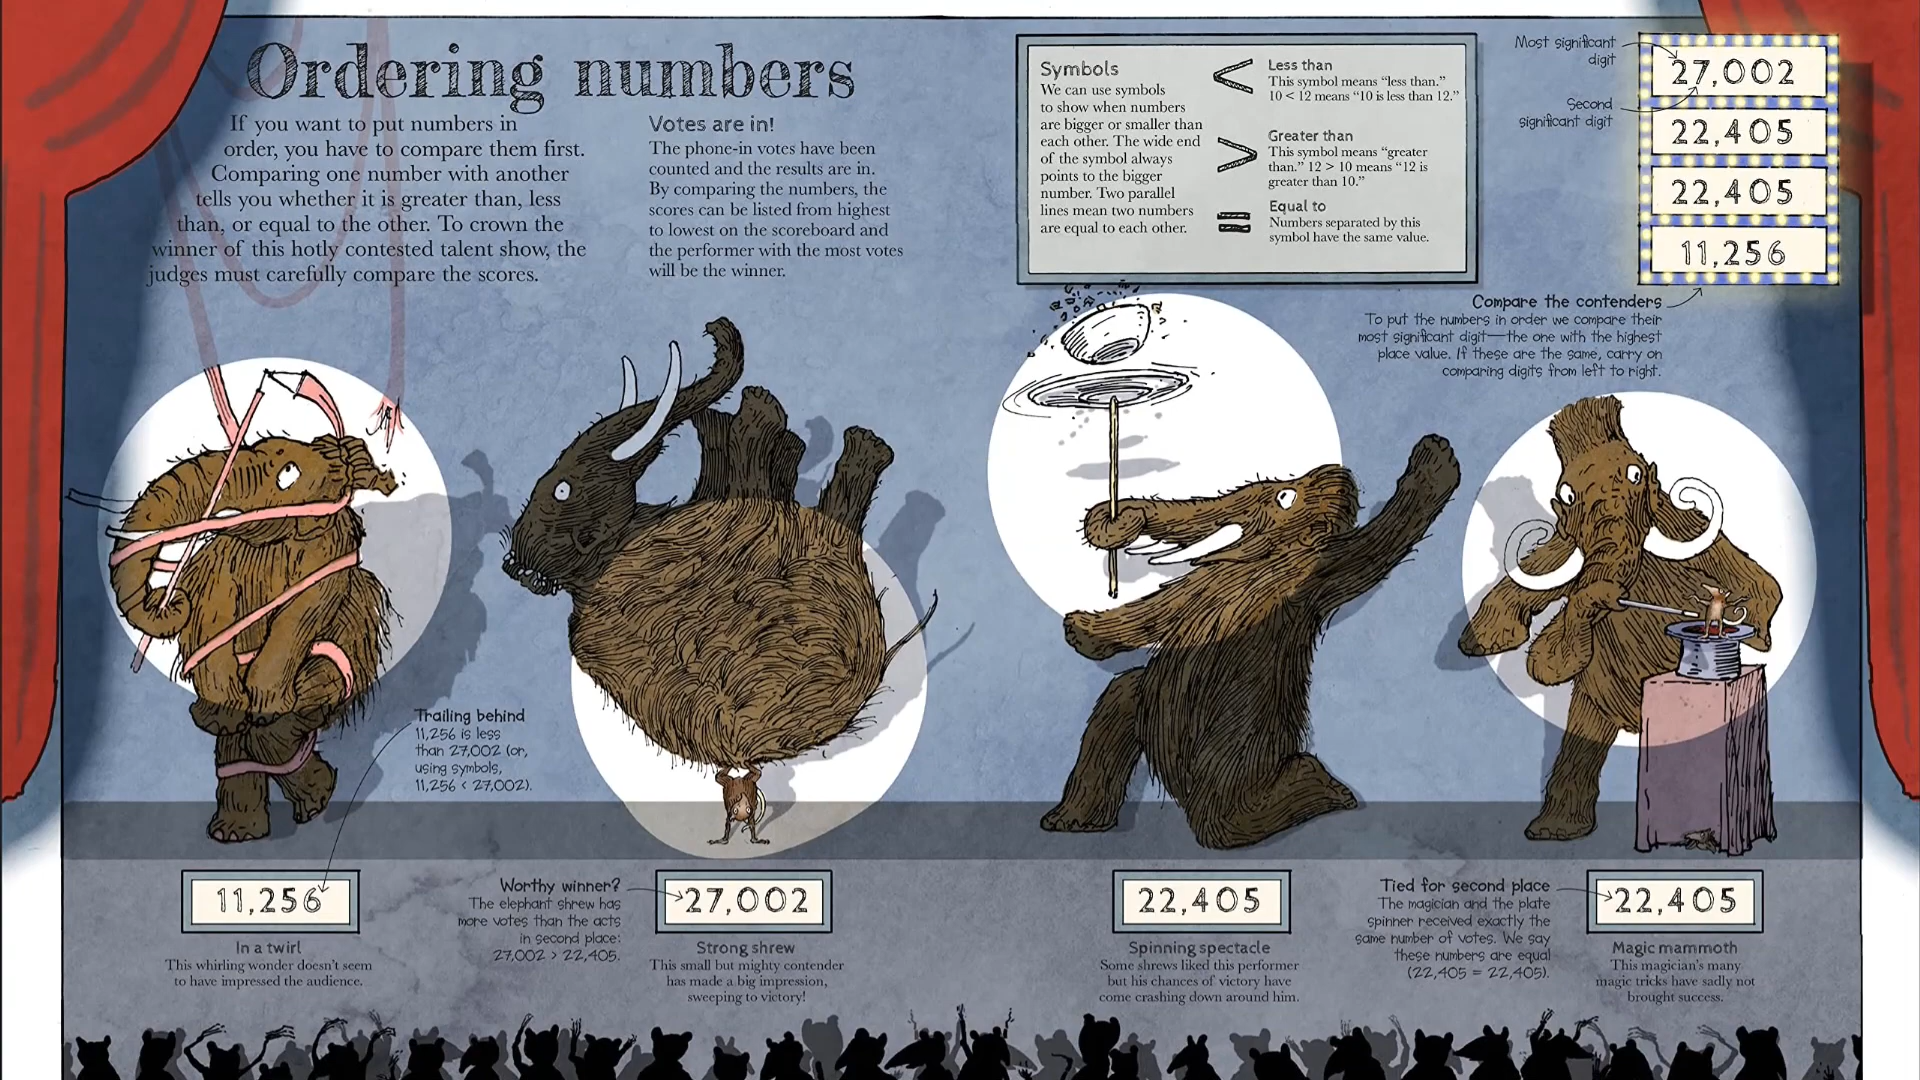 Ordering numbers
If you want to put numbers in
order, you have to compare them first.
Comparing one number with another
tells you whether it is greater than, less
than, or equal to the other. To crown the
winner of this hotly contested talent show, the
judges must carefully compare the scores.
Votes are in!
The phone-in votes have been
counted and the results are in.
By comparing the numbers, the
scores can be listed from highest
to lowest on the scoreboard and
the performer with the most votes
will be the winner.
Symbols
We can use symbols
to show when numbers
are bigger or smaller than
each other. The wide end
of the symbol always
points to the bigger
number. Two parallel
lines mean two numbers
are equal to each other.
<
Less than
This symbol means “less than.”
10 < 12 means “10 is less than 12.”
>
Greater than
This symbol means “greater
than.” 12 > 10 means “12 is
greater than 10.”
=
Equal to
Numbers separated by this
symbol have the same value.
Most significant
digit
Second
significant digit
27,002
22,405
22,405
11,256
Compare the contenders
To put the numbers in order we compare their
most significant digit—the one with the highest
place value. If these are the same, carry on
comparing digits from left to right.
Trailing behind
11,256 is less
than 27,002 (or,
using symbols,
11,256 < 27,002).
11,256
In a twirl
This whirling wonder doesn't seem
to have impressed the audience.
Worthy winner?
The elephant shrew has
more votes than the acts
in second place:
27,002 > 22,405.
27,002
Strong shrew
This small but mighty contender
has made a big impression,
sweeping to victory!
22,405
Spinning spectacle
Some shrews liked this performer
but his chances of victory have
come crashing down around him.
Tied for second place
The magician and the plate
spinner received exactly the
same number of votes. We say
these numbers are equal
(22,405 = 22,405).
22,405
Magic mammoth
This magician's many
magic tricks have sadly not
brought success.